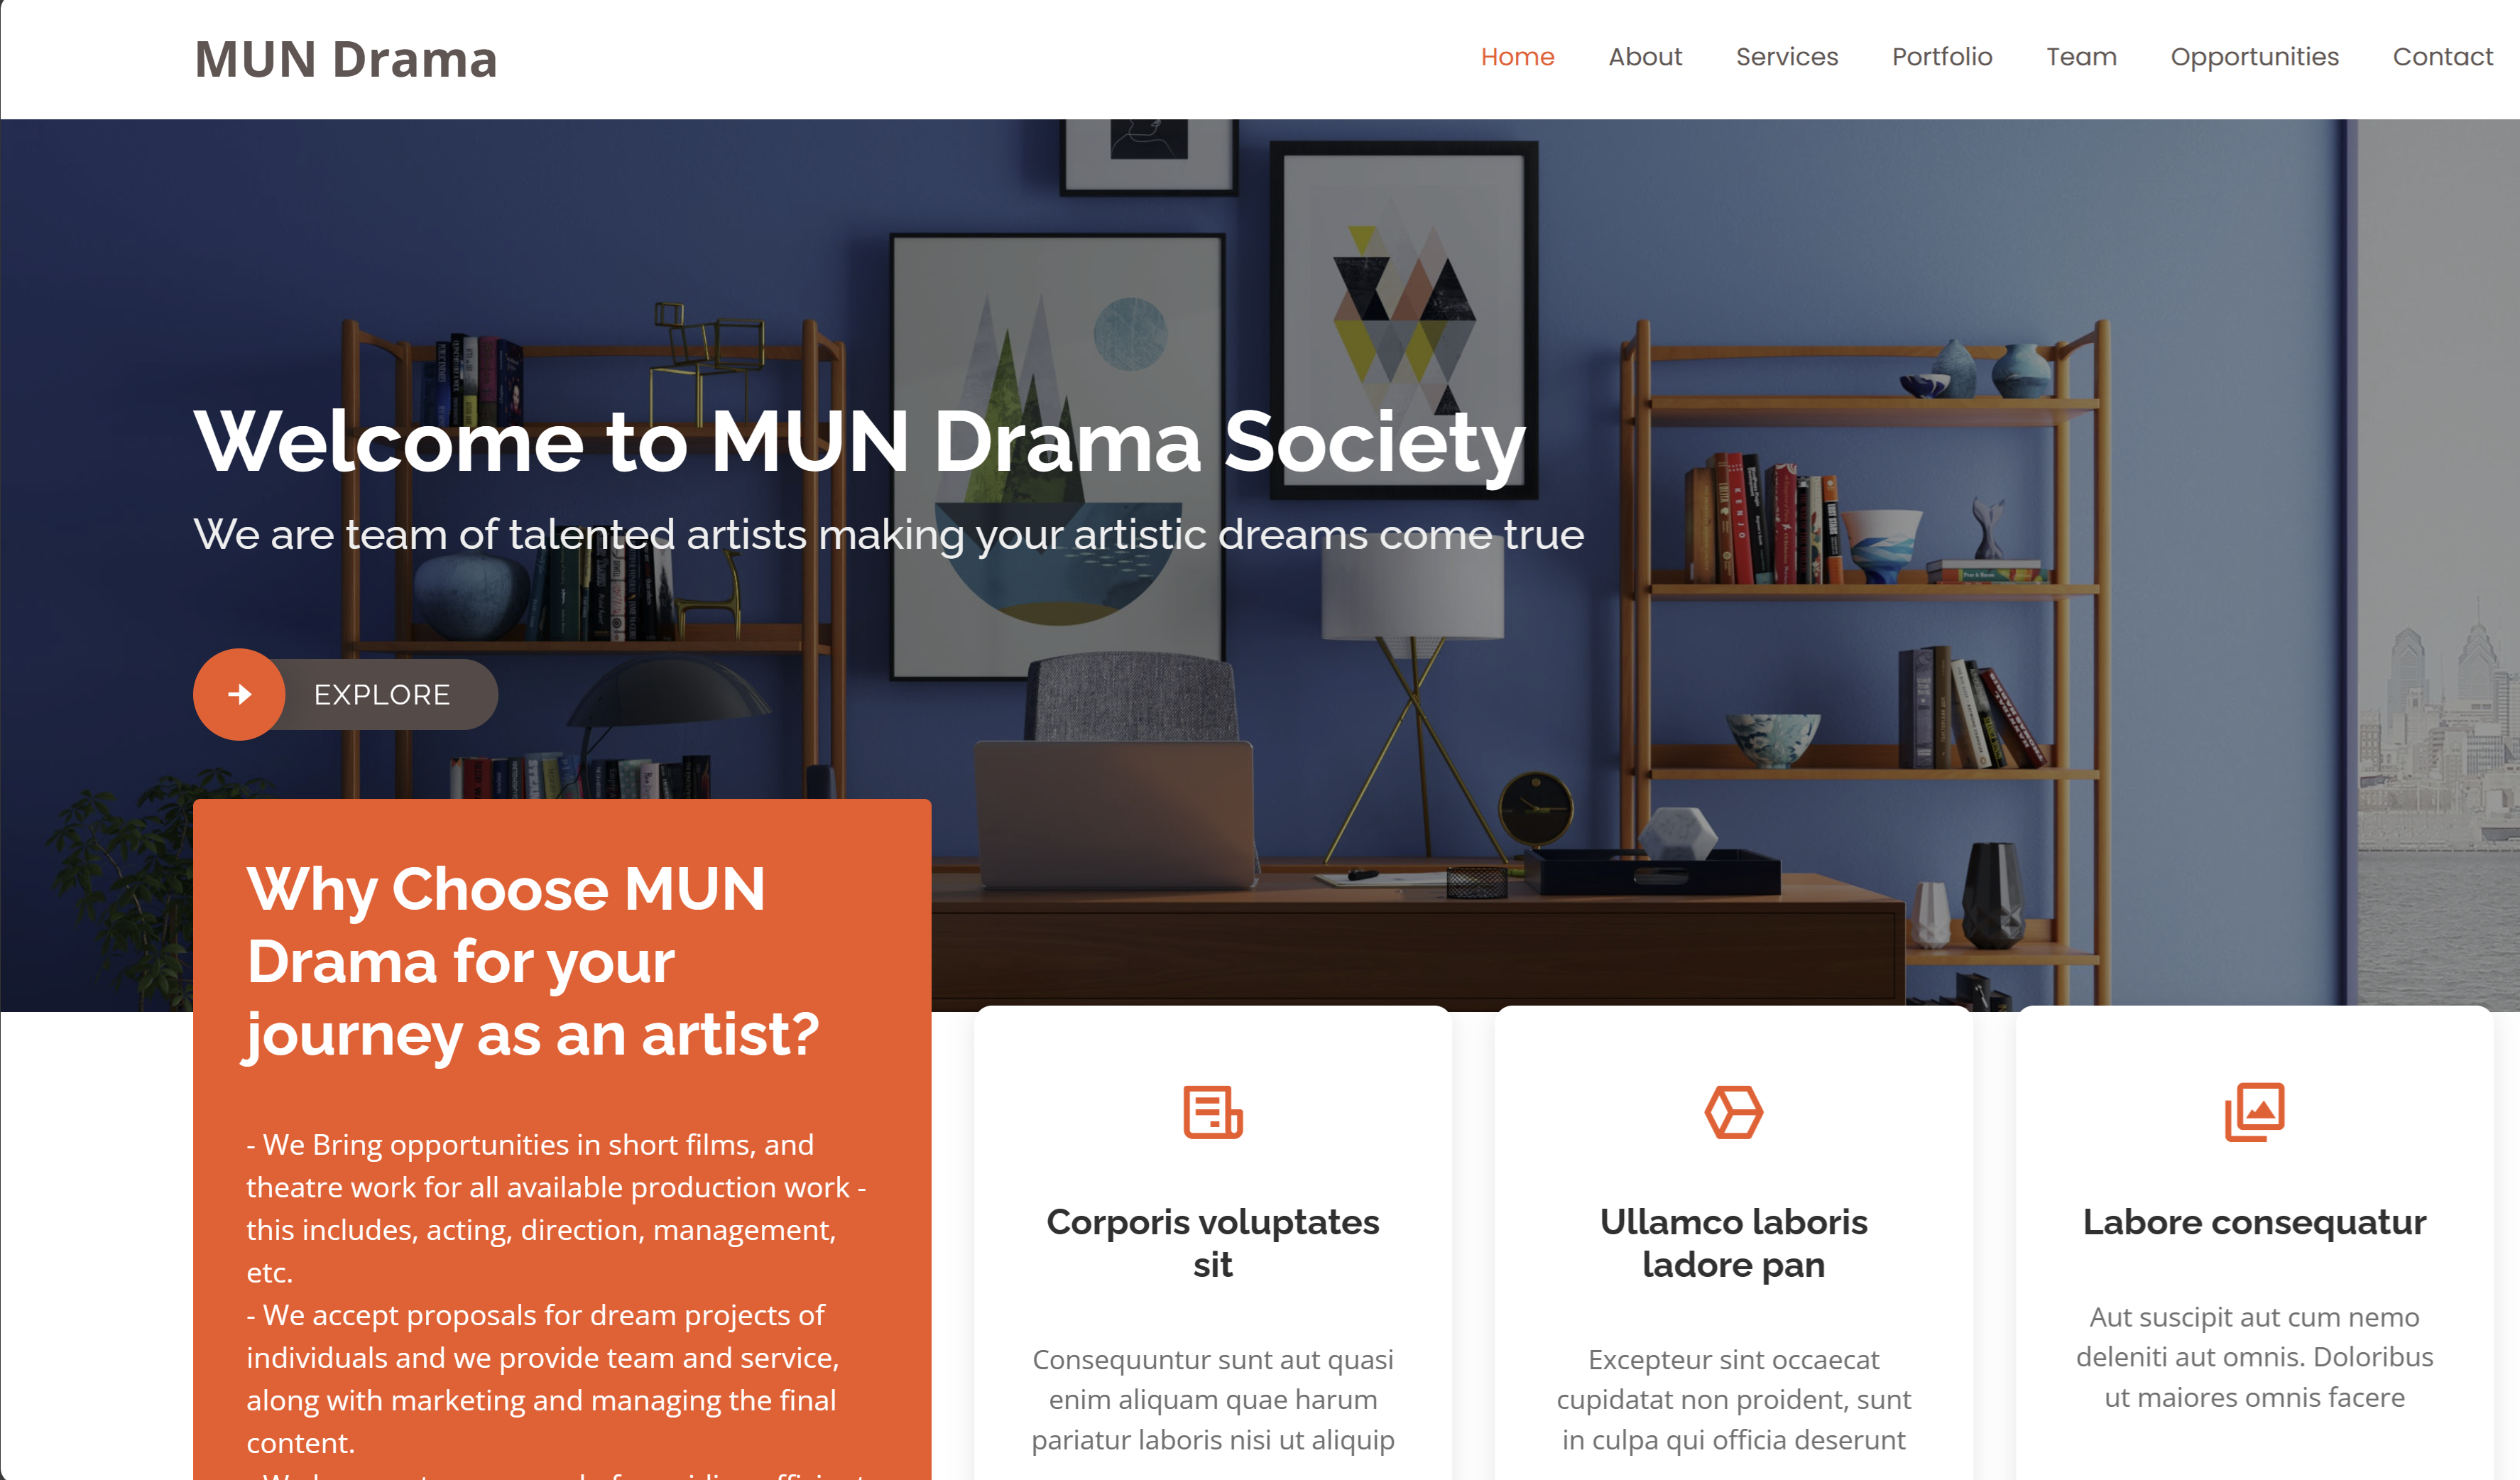 MUN Drama
Home About Services Portfolio Team Opportunities Contact
Welcome to MUN Drama Society
We are team of talented artists making your artistic dreams come true
EXPLORE
Why Choose MUN
Drama for your
journey as an artist?
- We Bring opportunities in short films, and
theatre work for all available production work -
this includes, acting, direction, management,
etc.
- We accept proposals for dream projects of
individuals and we provide team and service,
along with marketing and managing the final
content.
Corporis voluptates
sit
Consequuntur sunt aut quasi
enim aliquam quae harum
pariatur laboris nisi ut aliquip
Ullamco laboris
ladore pan
Excepteur sint occaecat
cupidatat non proident, sunt
in culpa qui officia deserunt
Labore consequatur
Aut suscipit aut cum nemo
deleniti aut omnis. Doloribus
ut maiores omnis facere